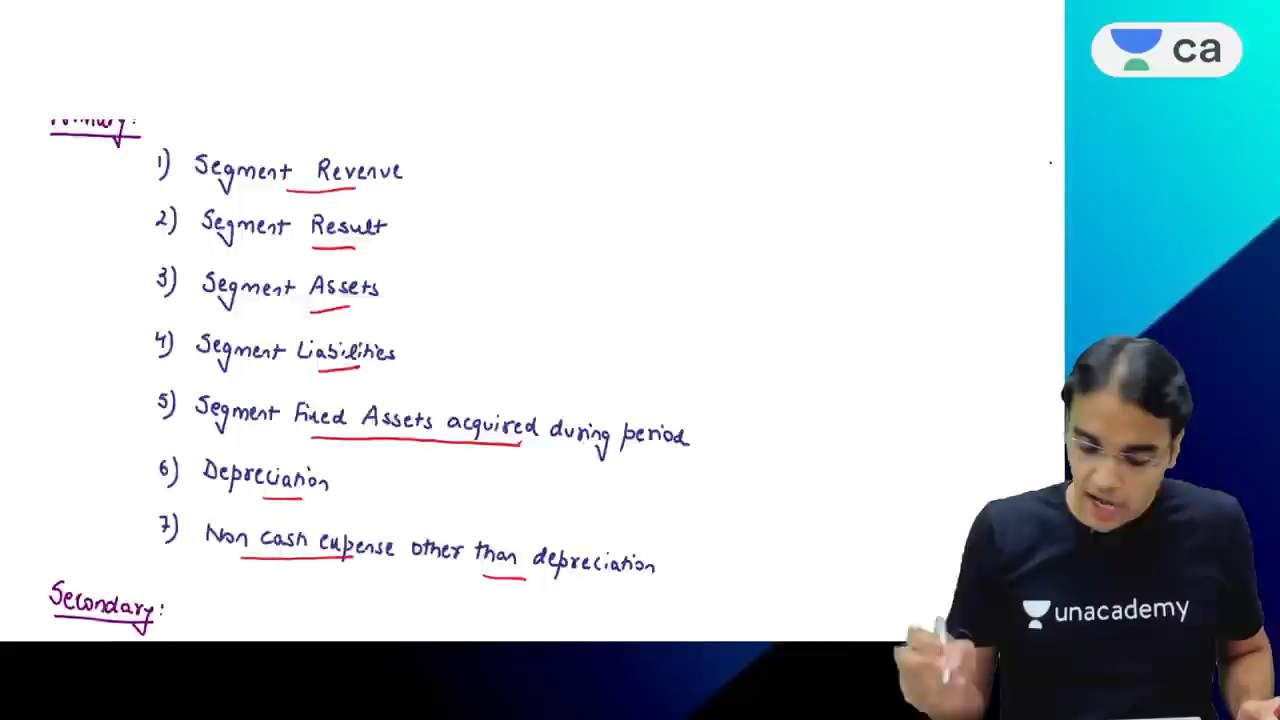 ca
1) Segment Revenue
2) Segment Result
3) Segment Assets
4) Segment Liabilities
5) Segment Fixed Assets acquired during period
6) Depreciation
7) Non cash expense other than depreciation
Secondary:
unacademy